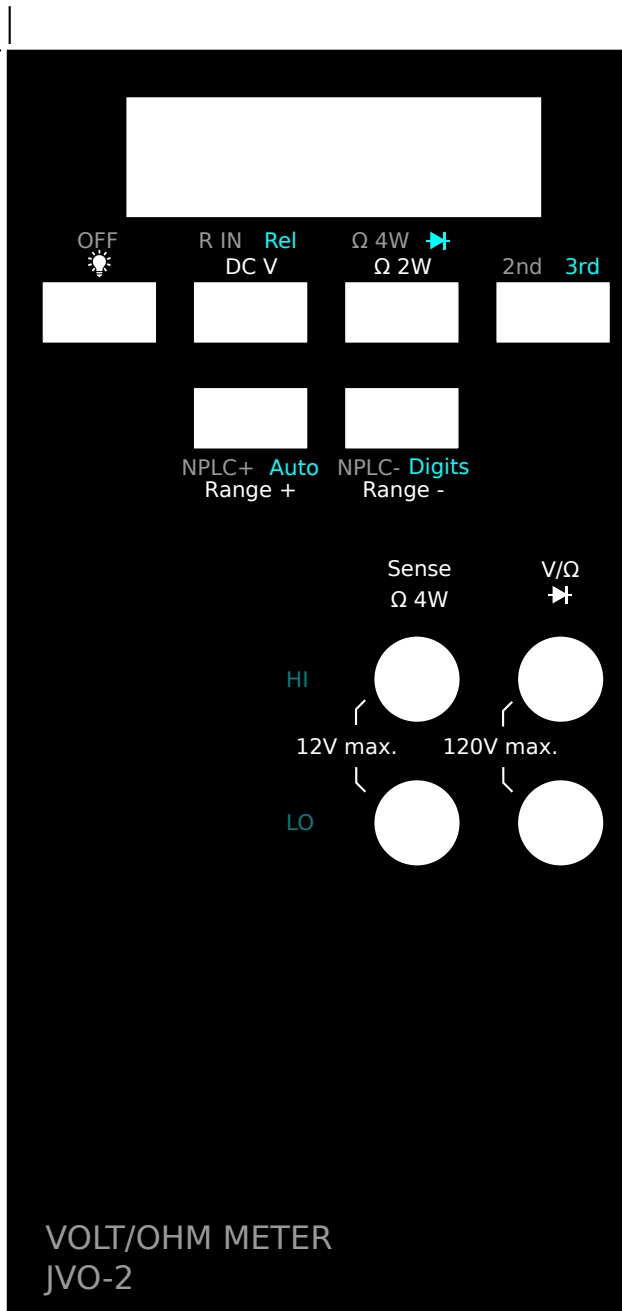 OFF R IN Rel Ω 4W
DC V Ω 2W 2nd 3rd
NPLC+ Auto NPLC- Digits
Range + Range -
Sense V/Ω
Ω 4W
HI
12V max. 120V max.
LO
VOLT/OHM METER
JVO-2